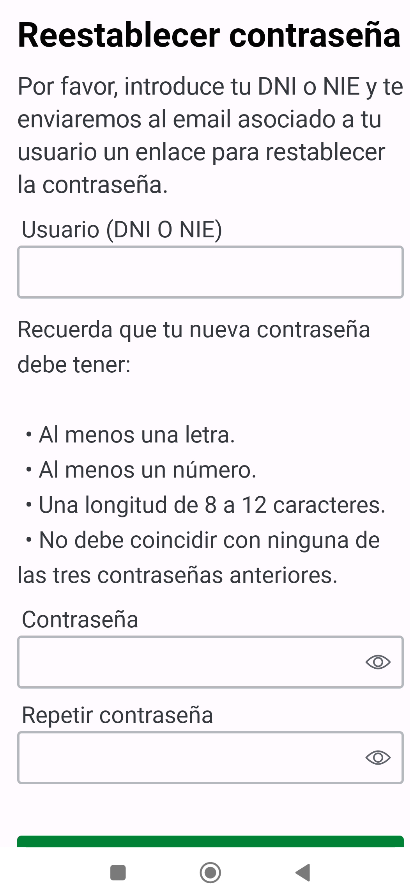 Reestablecer contraseña
Por favor, introduce tu DNI o NIE y te
enviaremos al email asociado a tu
usuario un enlace para restablecer
la contraseña.
Usuario (DNI O NIE)
Recuerda que tu nueva contraseña
debe tener:
• Al menos una letra.
• Al menos un número.
• Una longitud de 8 a 12 caracteres.
• No debe coincidir con ninguna de
las tres contraseñas anteriores.
Contraseña
Repetir contraseña